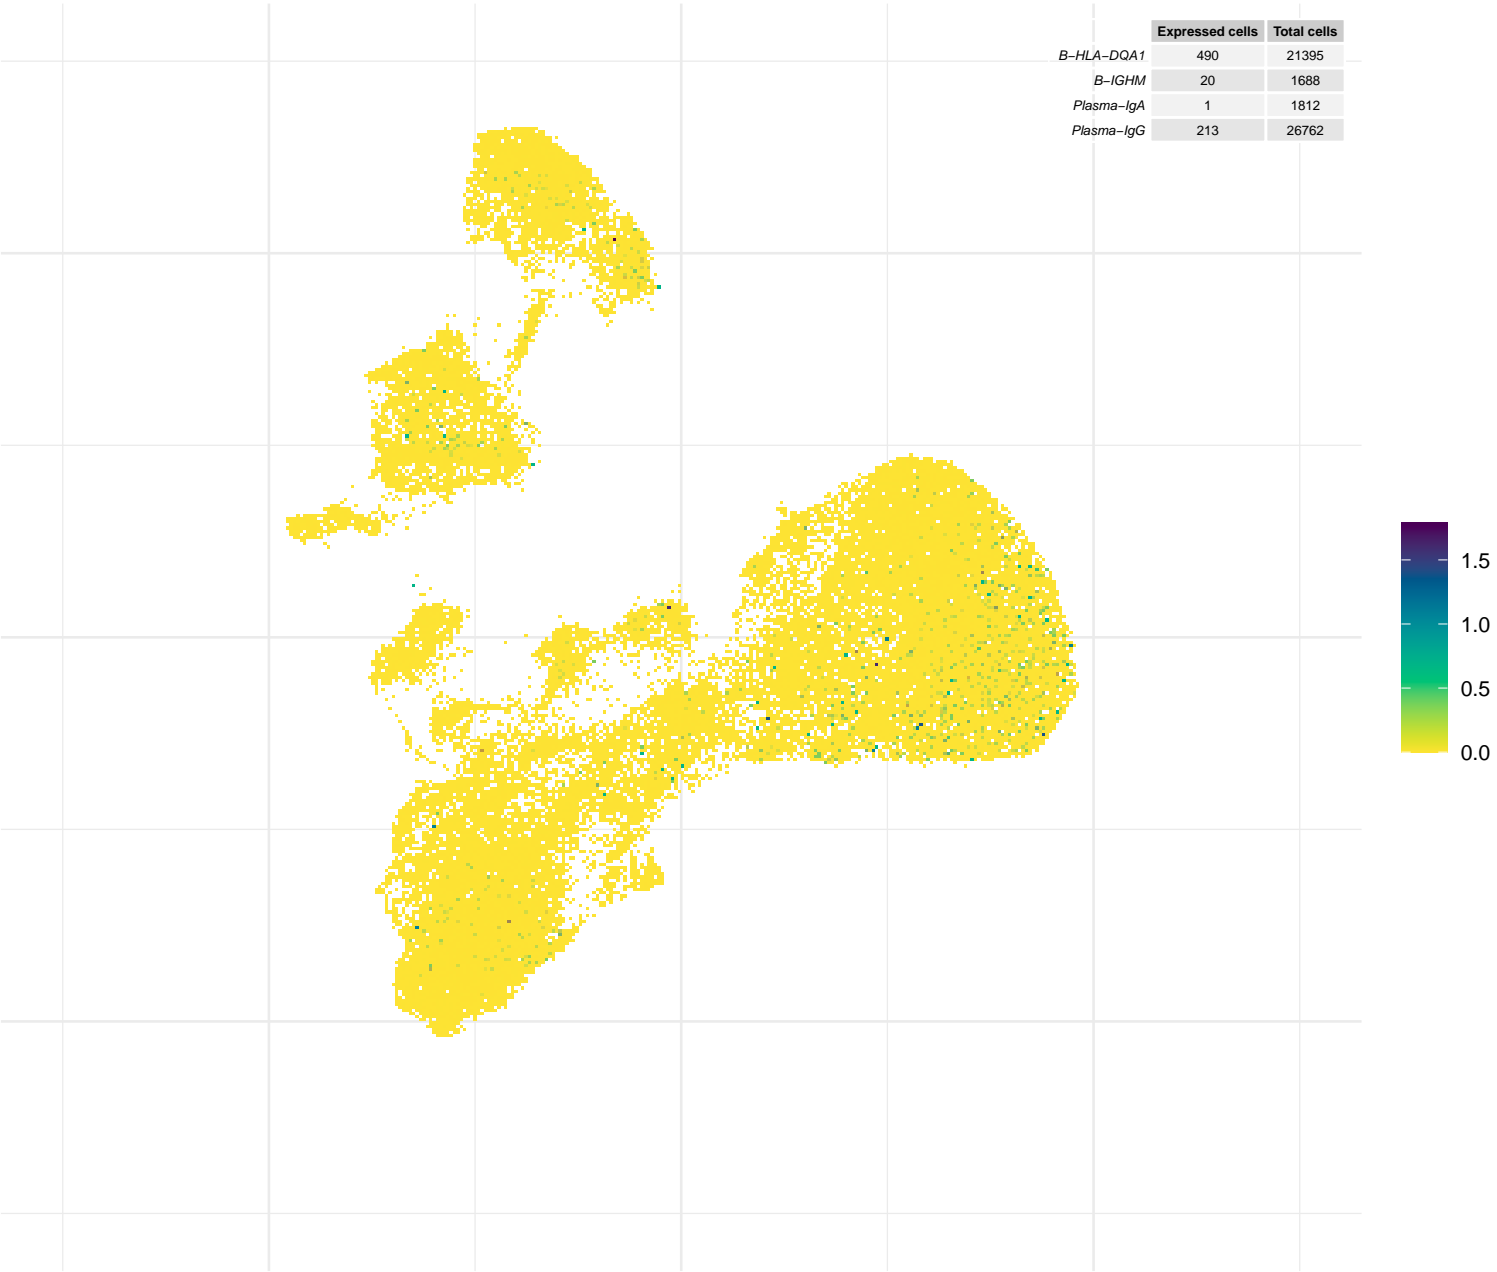 Expressed cells Total cells
B−HLA−DQA1 490 21395
B−IGHM 20 1688
Plasma−IgA 1 1812
Plasma−IgG 213 26762
1.5
1.0
0.5
0.0